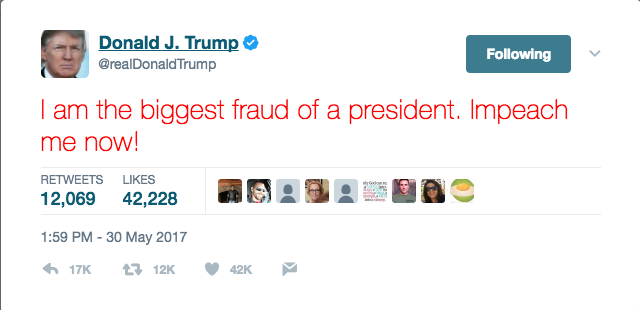 Donald J. Trump
@realDonaldTrump
Following
I am the biggest fraud of a president. Impeach
me now!
RETWEETS LIKES
12,069 42,228
1:59 PM - 30 May 2017
17K 12K 42K